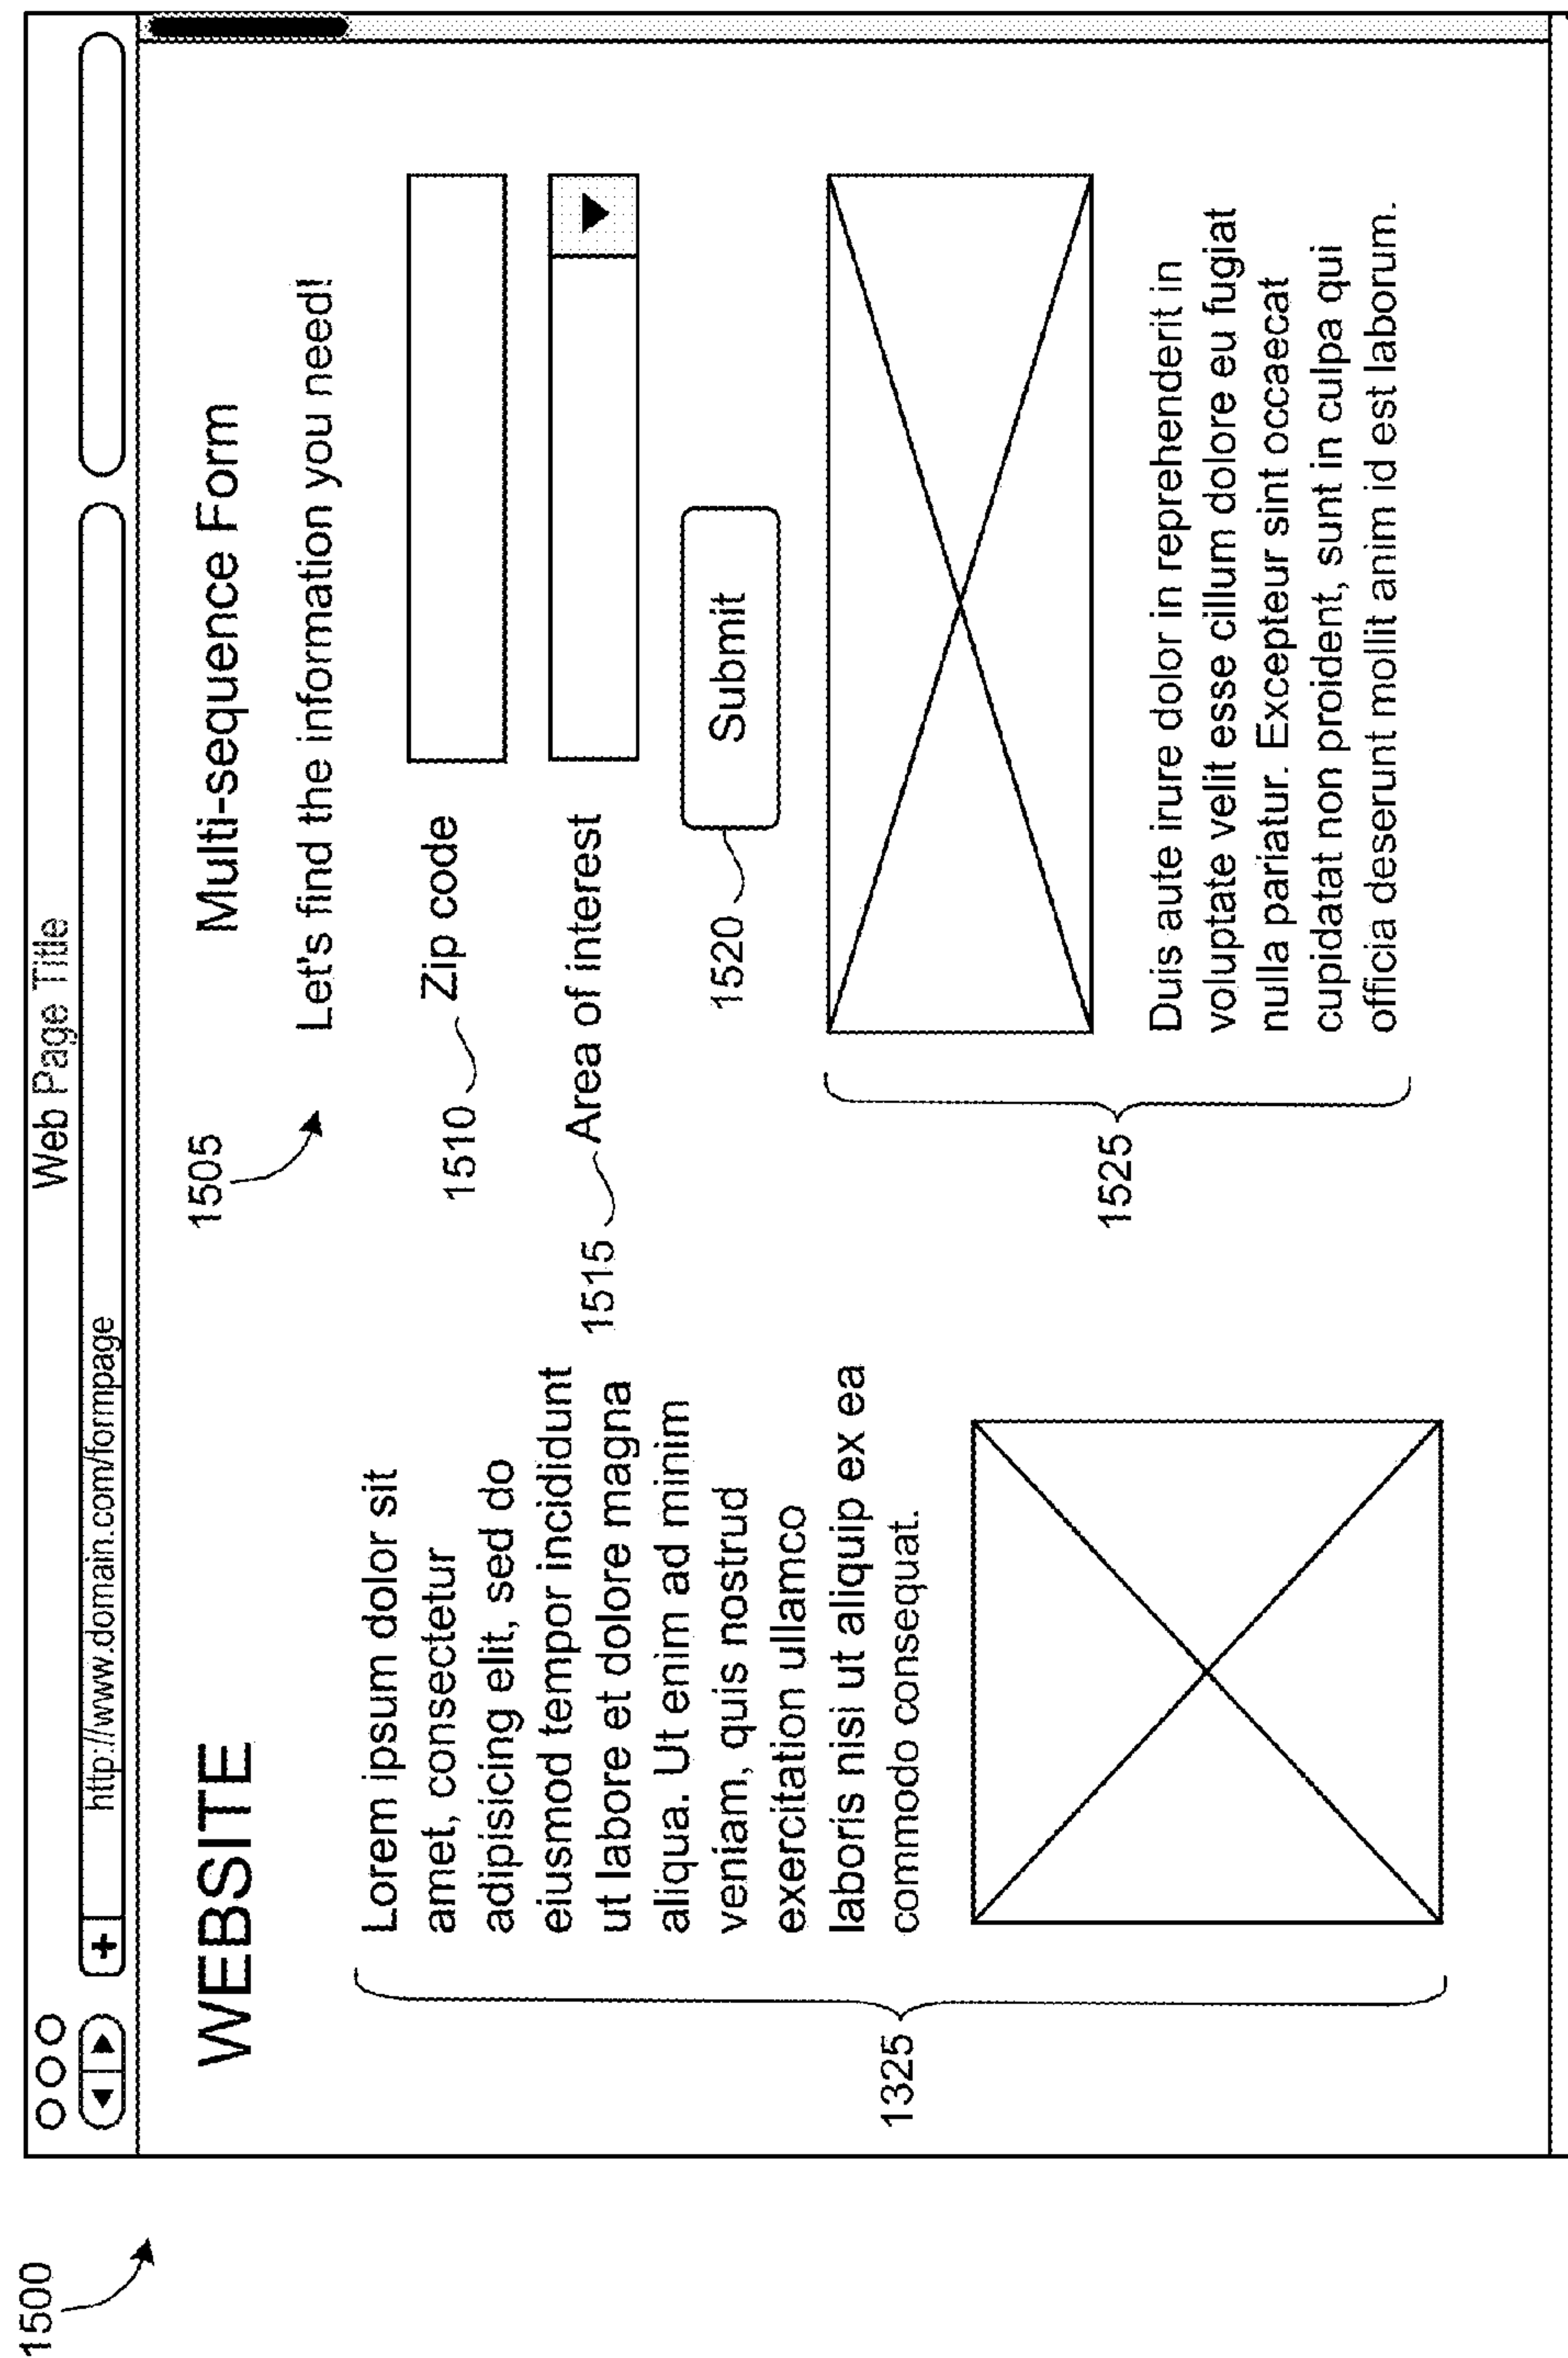 1500
Web Page Title
+
http://www.domain.com/formpage
WEBSITE
1325
Lorem ipsum dolor sit
amet, consectetur
adipisicing elit, sed do
eiusmod tempor incididunt
ut labore et dolore magna
aliqua. Ut enim ad minim
veniam, quis nostrud
exercitation ullamco
laboris nisi ut aliquip ex ea
commodo consequat.
1505
Multi-sequence Form
Let's find the information you need!
1510
Zip code
1515
Area of interest
1520
Submit
1525
Duis aute irure dolor in reprehenderit in
voluptate velit esse cillum dolore eu fugiat
nulla pariatur. Excepteur sint occaecat
cupidatat non proident, sunt in culpa qui
officia deserunt mollit anim id est laborum.